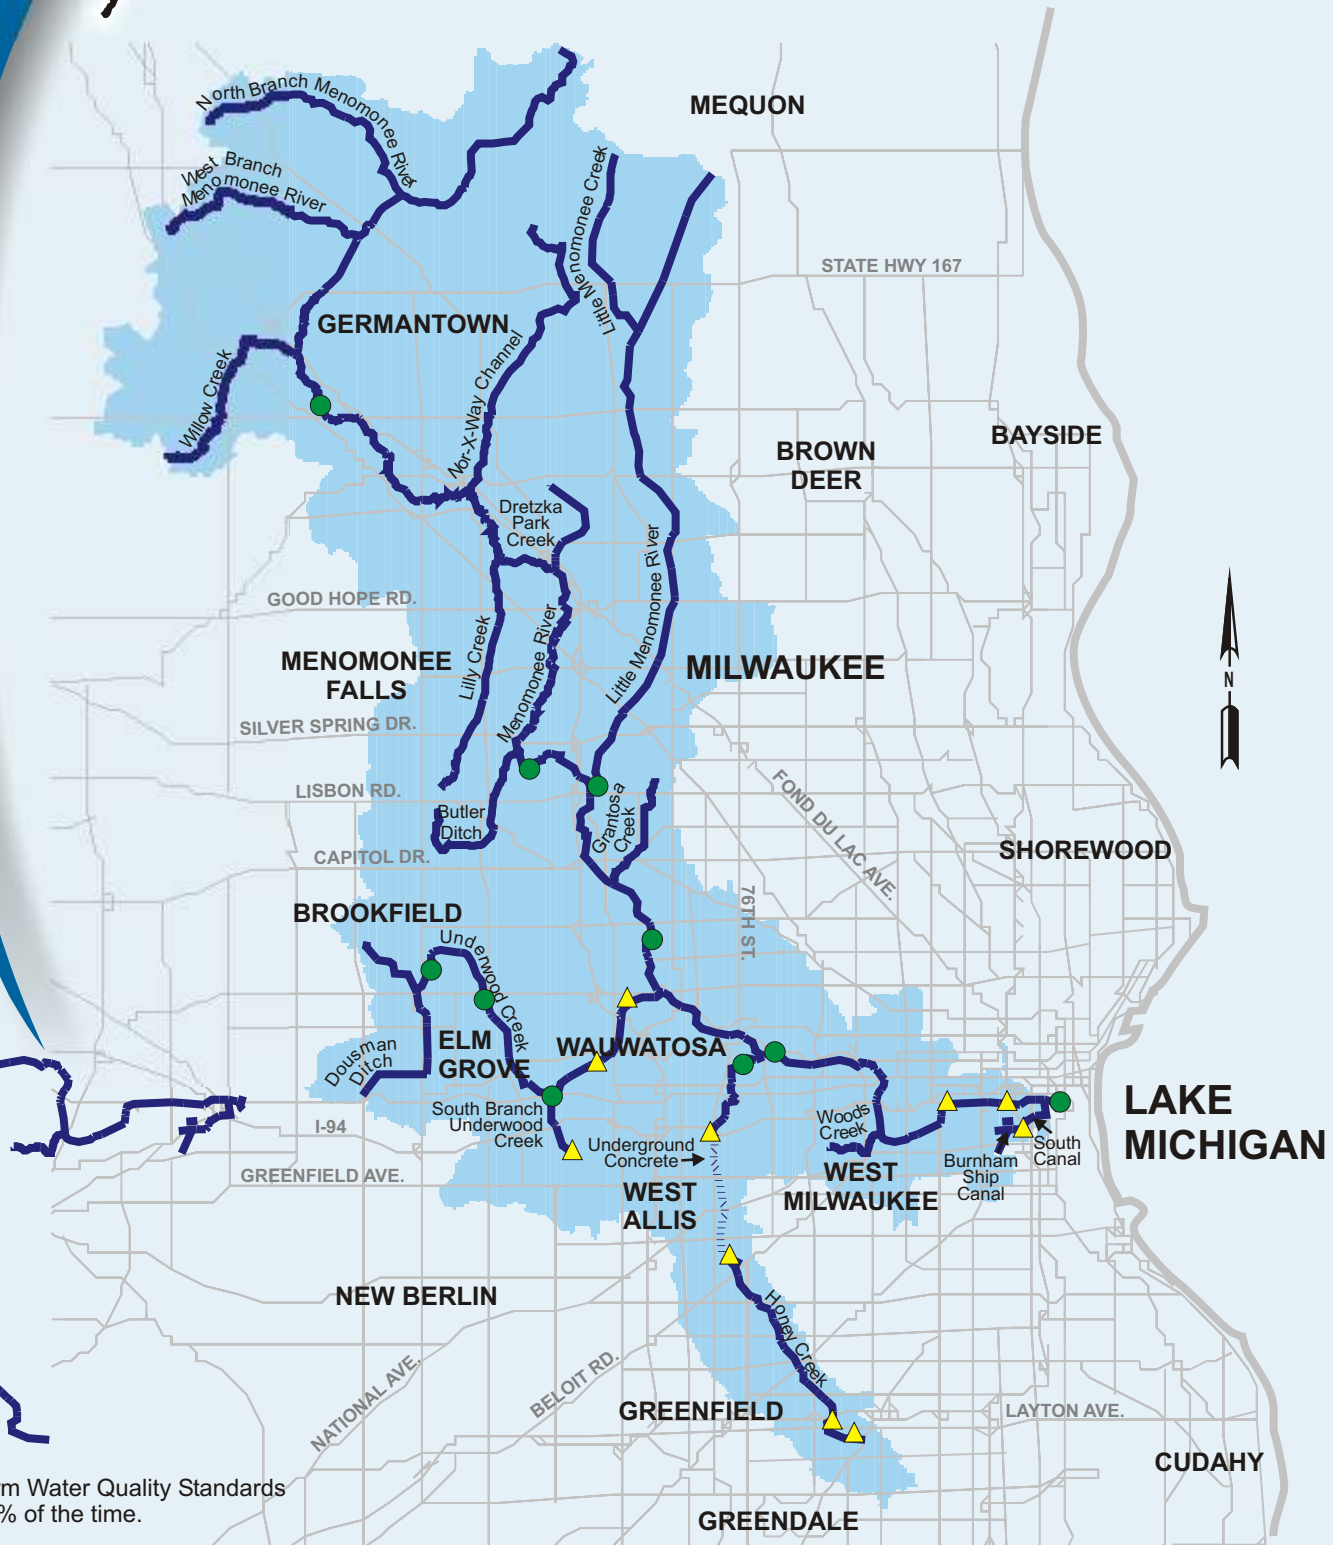 MEQUON
North Branch Menomonee River
West Branch
Menomonee River
Little Menomonee Creek
STATE HWY 167
GERMANTOWN
Nor-X-Way Channel
Willow Creek
BAYSIDE
BROWN
DEER
Dretzka
Park
Creek
Little Menomonee River
GOOD HOPE RD.
Lilly Creek
Menomonee River
MENOMONEE
FALLS
MILWAUKEE
N
SILVER SPRING DR.
LISBON RD.
FOND DU LAC AVE.
Butler
Ditch
Grantosa
Creek
CAPITOL DR.
SHOREWOOD
76TH ST.
BROOKFIELD
Underwood Creek
ELM
GROVE
WAUWATOSA
Dousman
Ditch
LAKE
MICHIGAN
South Branch
Underwood
Creek
I-94
Woods
Creek
Underground
Concrete
South
Canal
Burnham
Ship
Canal
GREENFIELD AVE.
WEST
MILWAUKEE
WEST
ALLIS
NEW BERLIN
Honey Creek
NATIONAL AVE.
BELOIT RD.
GREENFIELD
LAYTON AVE.
CUDAHY
rm Water Quality Standards
% of the time.
GREENDALE